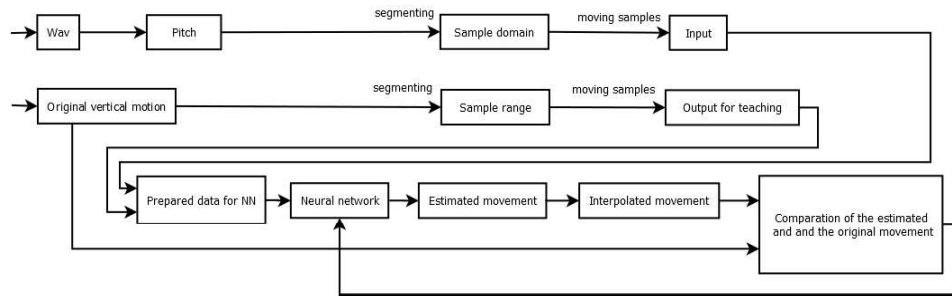 segmenting
moving samples
Wav
Pitch
Sample domain
Input
segmenting
moving samples
Original vertical motion
Sample range
Output for teaching
Prepared data for NN
Neural network
Estimated movement
Interpolated movement
Comparation of the estimated
and and the original movement